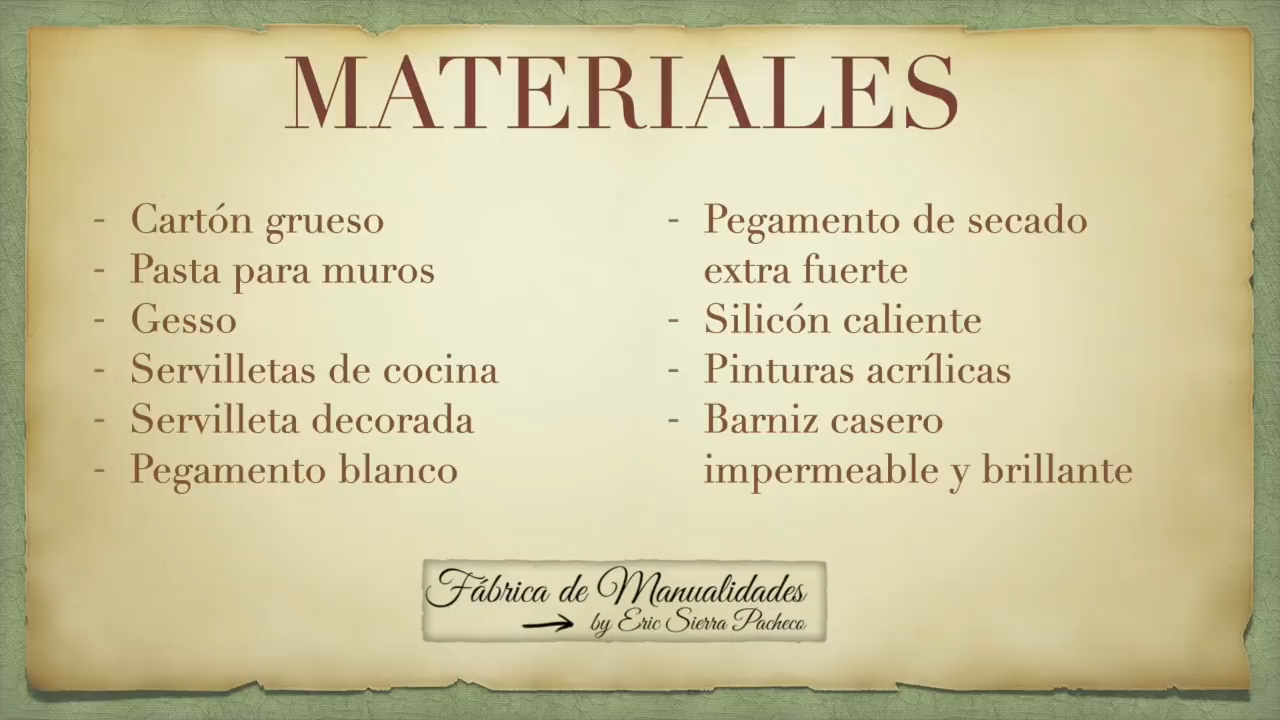 MATERIALES
- Cartón grueso
- Pasta para muros
- Gesso
- Servilletas de cocina
- Servilleta decorada
- Pegamento blanco
- Pegamento de secado
extra fuerte
- Silicón caliente
- Pinturas acrílicas
- Barniz casero
impermeable y brillante
Fábrica de Manualidades
by Eric Sierra Pacheco